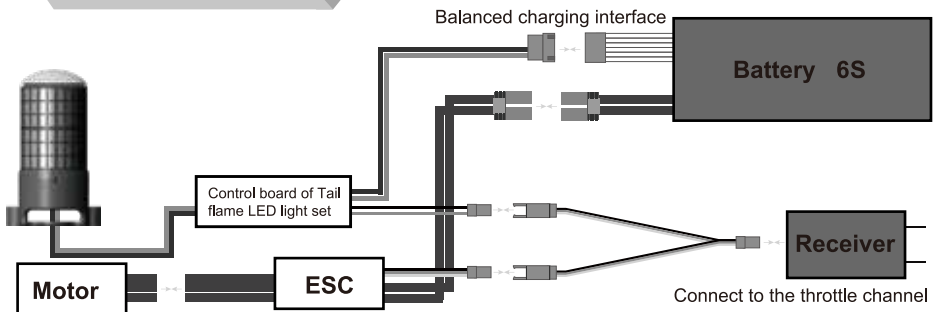 Balanced charging interface
Battery 6S
Control board of Tail
flame LED light set
Receiver
Motor
ESC
Connect to the throttle channel